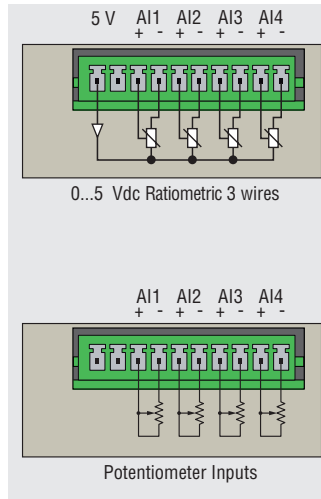 5 V AI1 AI2 AI3 AI4
+ - + - + - + -
0...5 Vdc Ratiometric 3 wires
AI1 AI2 AI3 AI4
+ - + - + - + -
Potentiometer Inputs